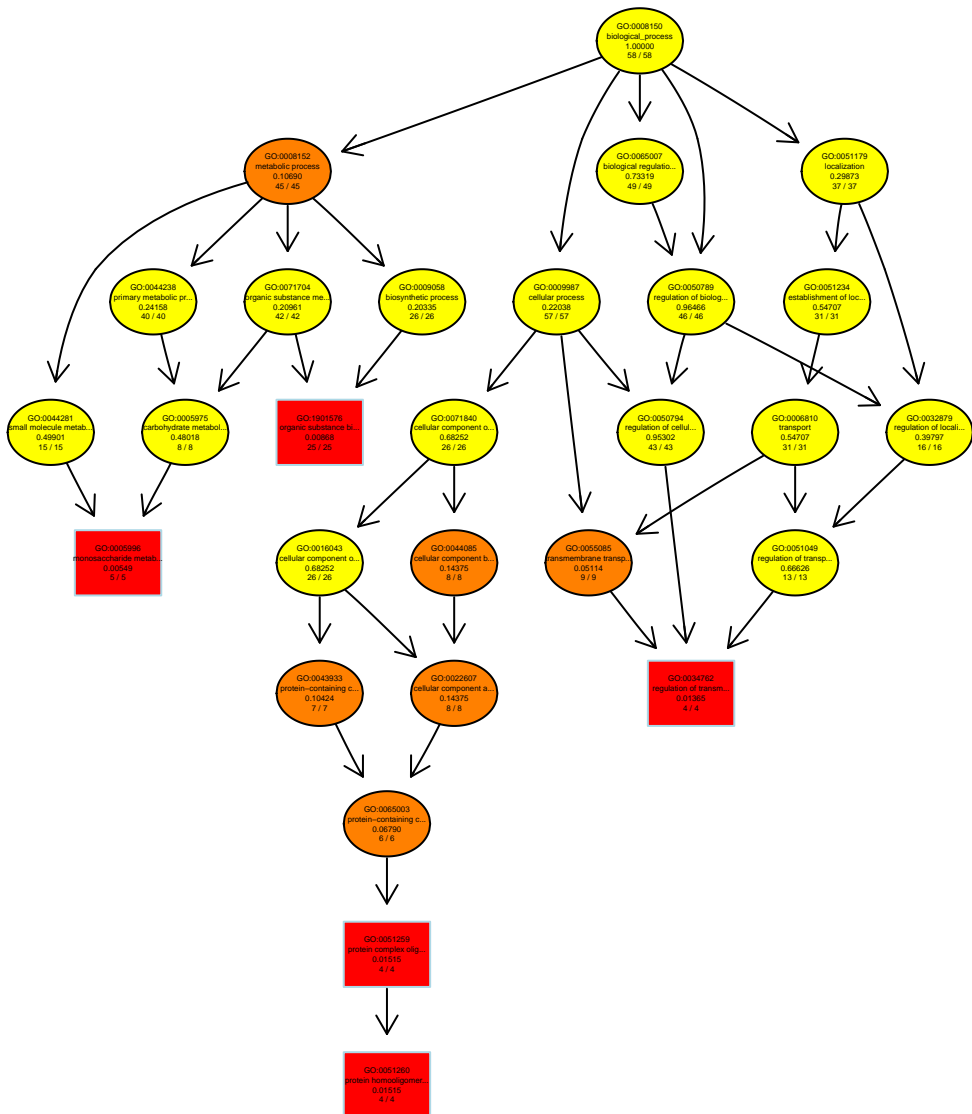 GO:0008150
biological_process
1.00000
58 / 58
GO:0008152
metabolic process
0.10690
45 / 45
GO:0065007
biological regulatio...
0.73319
49 / 49
GO:0051179
localization
0.29873
37 / 37
GO:0044238
primary metabolic pr...
0.24158
40 / 40
GO:0071704
organic substance me...
0.20961
42 / 42
GO:0009058
biosynthetic process
0.20335
26 / 26
GO:0009987
cellular process
0.22038
57 / 57
GO:0050789
regulation of biolog...
0.96466
46 / 46
GO:0051234
establishment of loc...
0.54707
31 / 31
GO:0044281
small molecule metab...
0.49901
15 / 15
GO:0005975
carbohydrate metabol...
0.48018
8 / 8
GO:1901576
organic substance bi...
0.00868
25 / 25
GO:0071840
cellular component o...
0.68252
26 / 26
GO:0050794
regulation of cellul...
0.95302
43 / 43
GO:0006810
transport
0.54707
31 / 31
GO:0032879
regulation of locali...
0.39797
16 / 16
GO:0005996
monosaccharide metab...
0.00549
5 / 5
GO:0016043
cellular component o...
0.68252
26 / 26
GO:0044085
cellular component b...
0.14375
8 / 8
GO:0055085
transmembrane transp...
0.05114
9 / 9
GO:0051049
regulation of transp...
0.66626
13 / 13
GO:0043933
protein−containing c...
0.10424
7 / 7
GO:0022607
cellular component a...
0.14375
8 / 8
GO:0034762
regulation of transm...
0.01365
4 / 4
GO:0065003
protein−containing c...
0.06790
6 / 6
GO:0051259
protein complex olig...
0.01515
4 / 4
GO:0051260
protein homooligomer...
0.01515
4 / 4